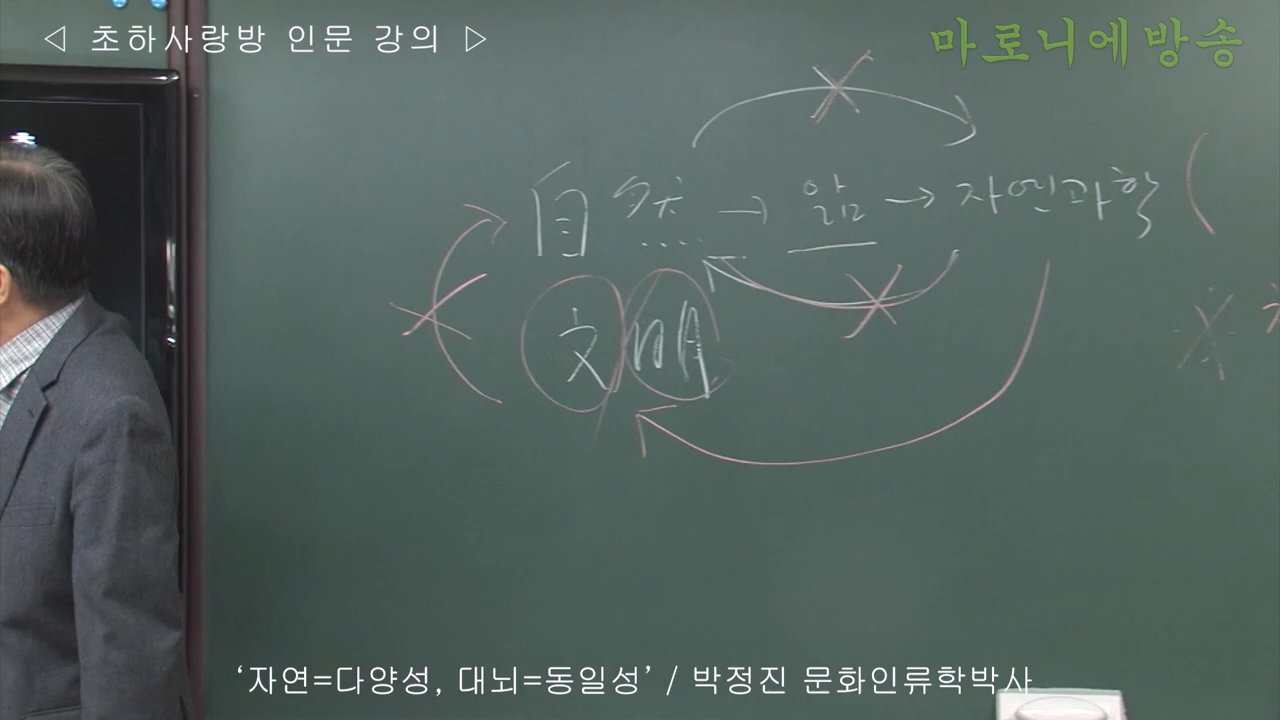 ◁ 초하사랑방 인문 강의 ▷
마로니에방송
自然 → 앎 → 자연과학 (
文明
‘자연=다양성, 대뇌=동일성’ / 박정진 문화인류학박사